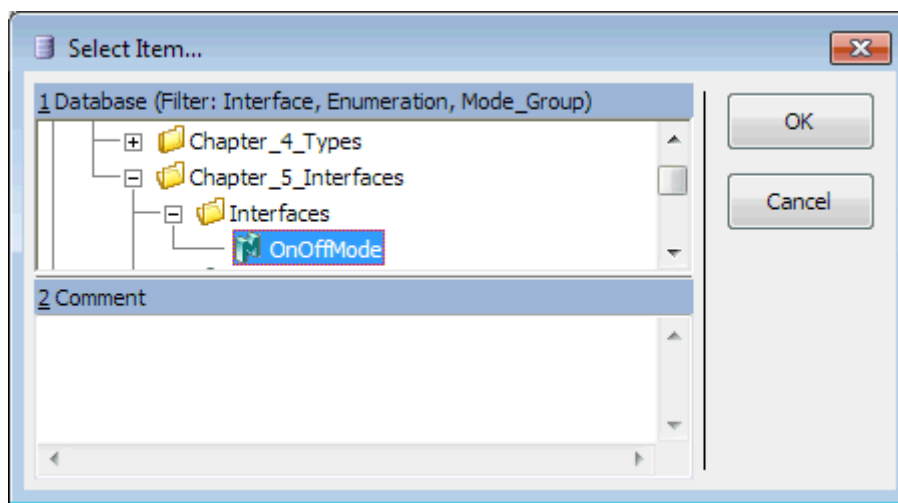 Select Item...
1 Database (Filter: Interface, Enumeration, Mode_Group)
Chapter_4_Types
Chapter_5_Interfaces
Interfaces
OnOffMode
2 Comment
OK
Cancel